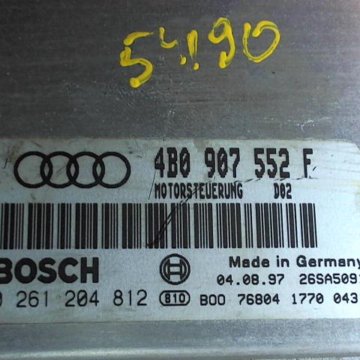 54190
4B0 907 552 F
MOTORSTEUERUNG D02
BOSCH Made in Germany
04.08.97 26SA509
0 261 204 812 810 B00 76804 1770 043